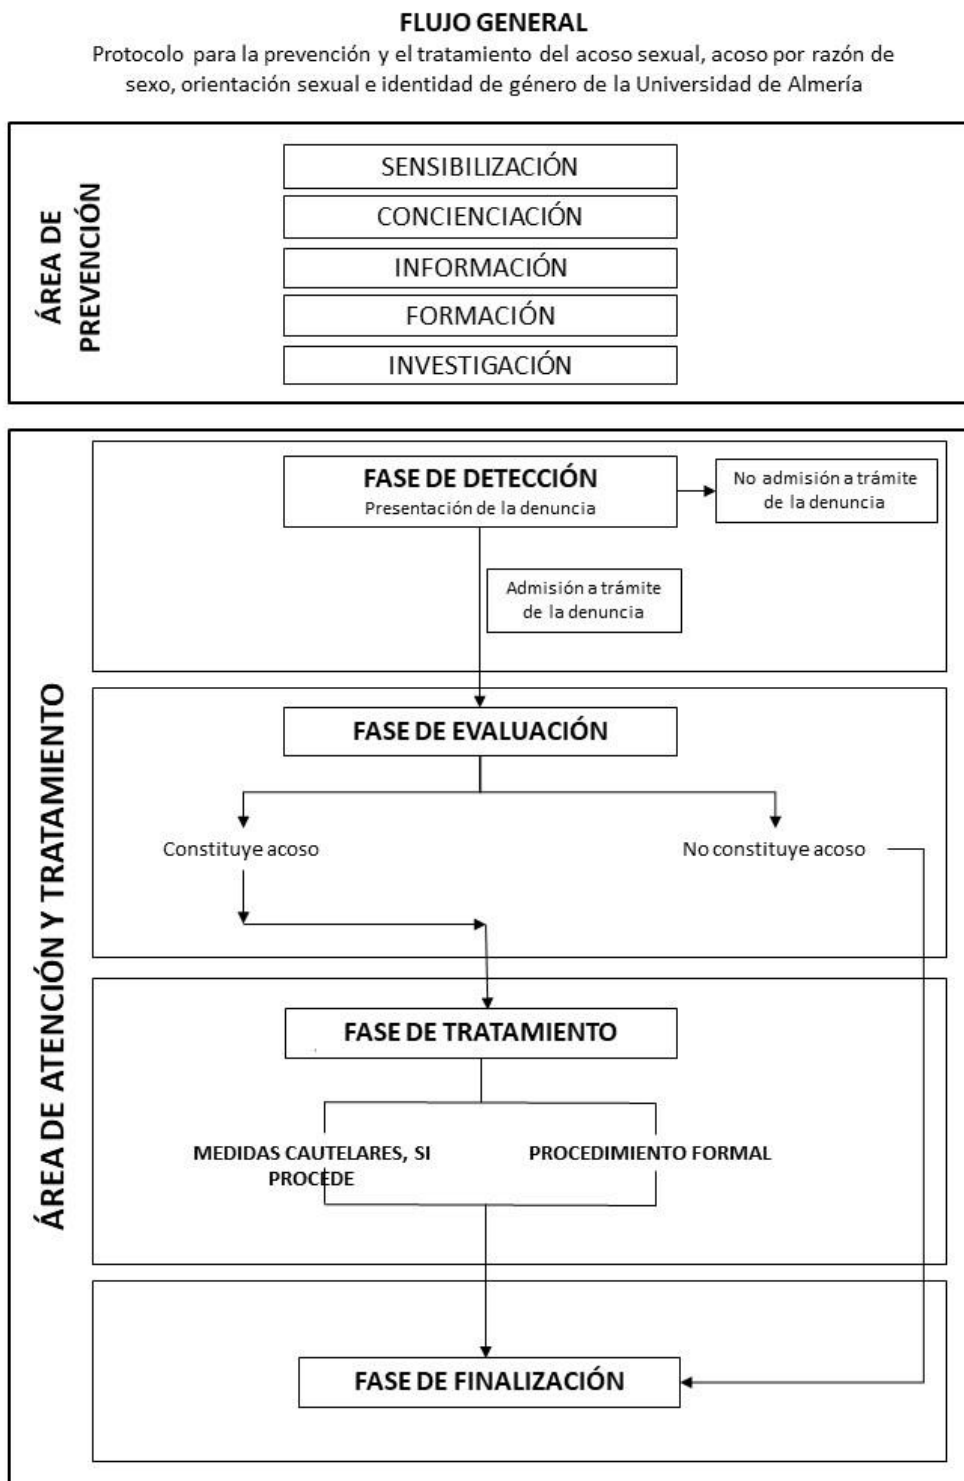 FLUJO GENERAL
Protocolo para la prevención y el tratamiento del acoso sexual, acoso por razón de
sexo, orientación sexual e identidad de género de la Universidad de Almería
ÁREA DE
PREVENCIÓN
SENSIBILIZACIÓN
CONCIENCIACIÓN
INFORMACIÓN
FORMACIÓN
INVESTIGACIÓN
ÁREA DE ATENCIÓN Y TRATAMIENTO
FASE DE DETECCIÓN
Presentación de la denuncia
No admisión a trámite
de la denuncia
Admisión a trámite
de la denuncia
FASE DE EVALUACIÓN
Constituye acoso
No constituye acoso
FASE DE TRATAMIENTO
MEDIDAS CAUTELARES, SI
PROCEDE
PROCEDIMIENTO FORMAL
FASE DE FINALIZACIÓN